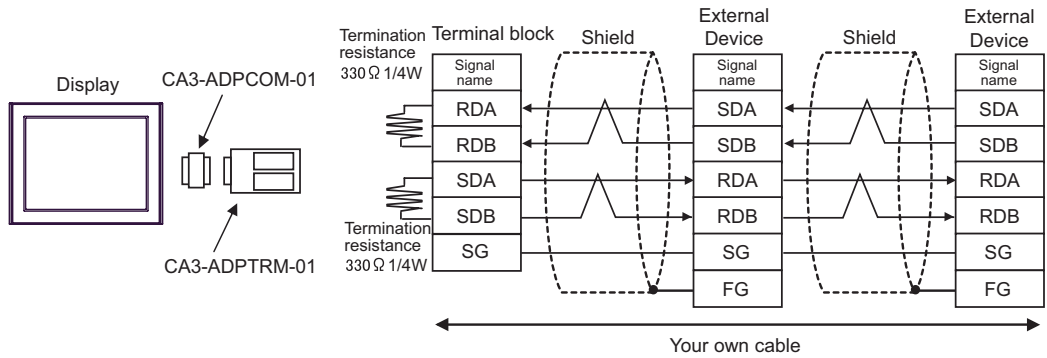 Display
CA3-ADPCOM-01
CA3-ADPTRM-01
Termination
resistance
330Ω 1/4W
Termination
resistance
330Ω 1/4W
Terminal block
Signal
name
RDA
RDB
SDA
SDB
SG
Shield
External
Device
Signal
name
SDA
SDB
RDA
RDB
SG
FG
Shield
External
Device
Signal
name
SDA
SDB
RDA
RDB
SG
FG
Your own cable